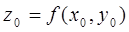 z₀ = f(x₀, y₀)